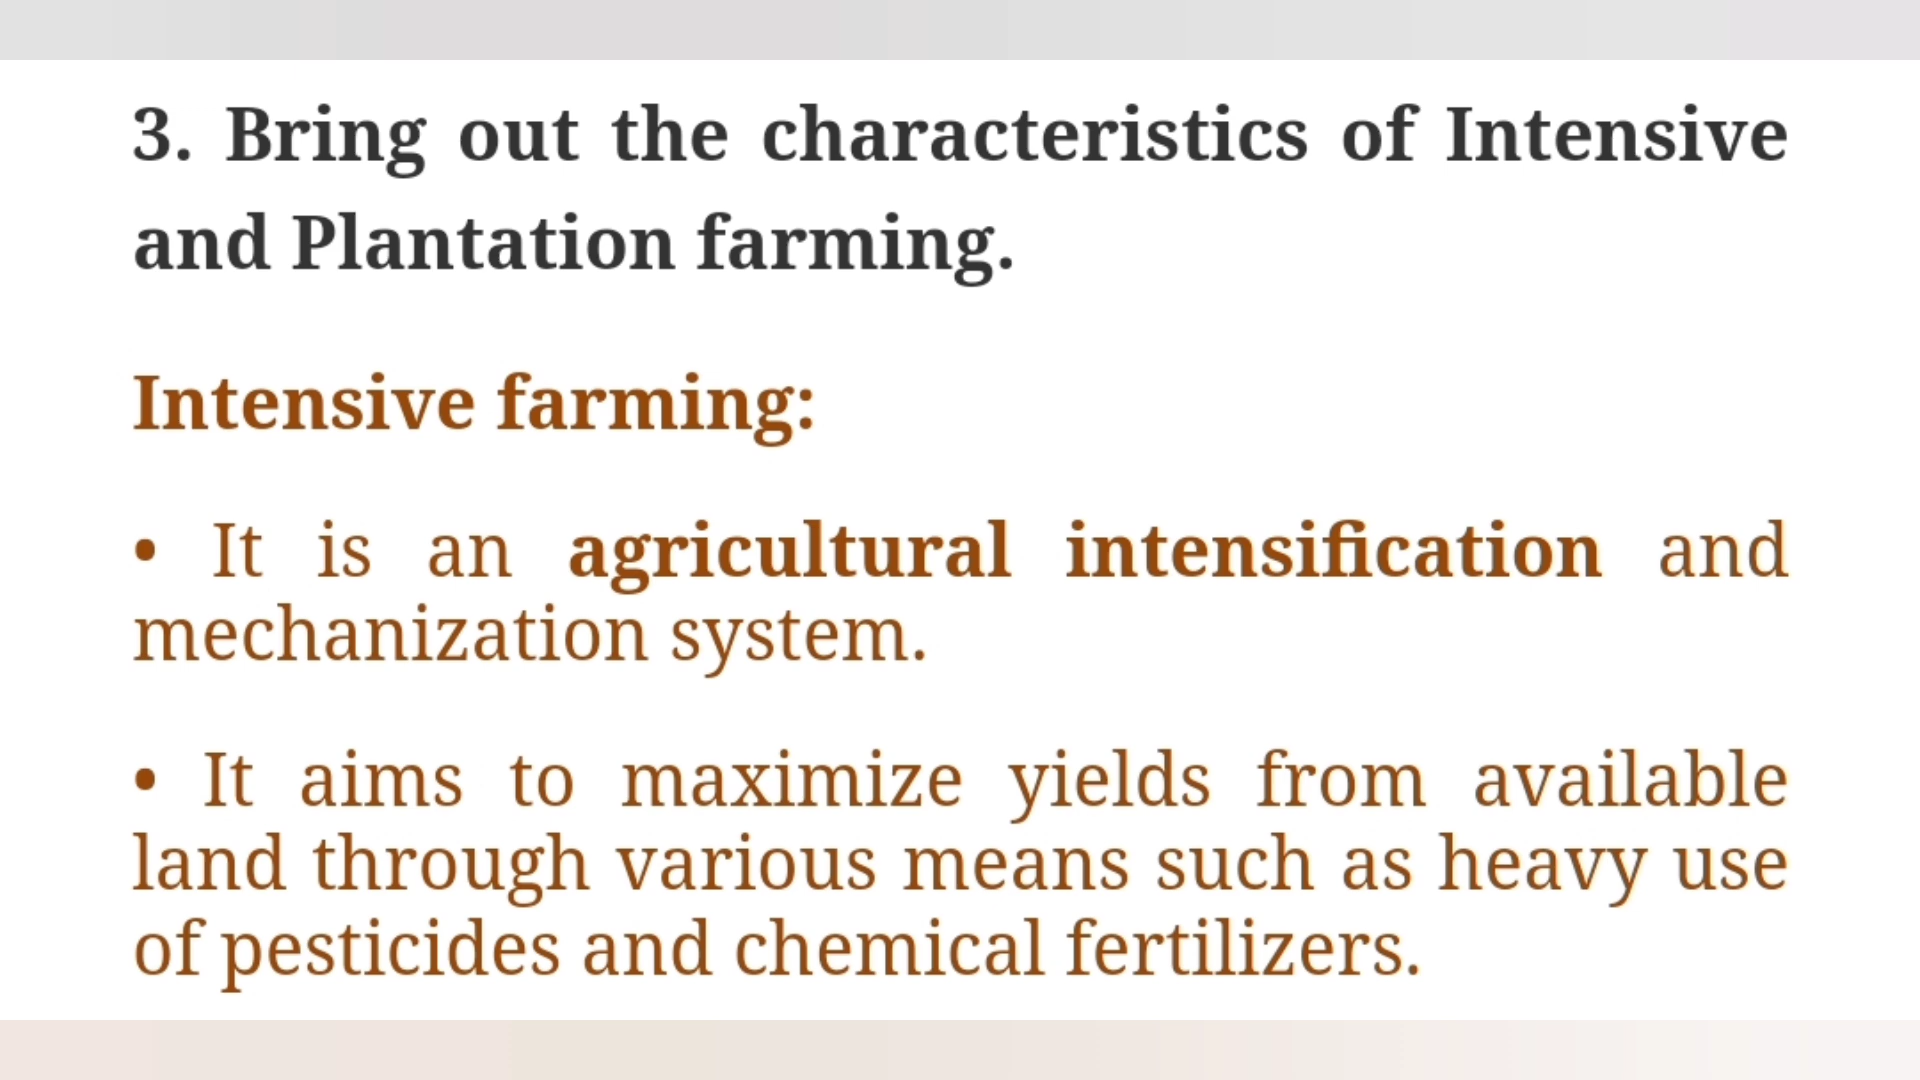 3. Bring out the characteristics of Intensive
and Plantation farming.
Intensive farming:
• It is an agricultural intensification and
mechanization system.
• It aims to maximize yields from available
land through various means such as heavy use
of pesticides and chemical fertilizers.